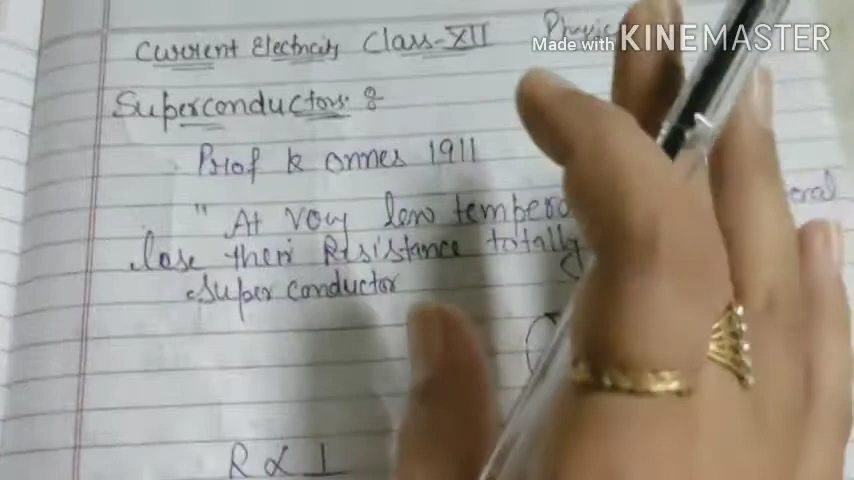 Current Electricity Class-XII
Made with KINEMASTER
Superconductors :
Prof K Onnes 1911
"At very low tempera
lose their Resistance totally
Super conductor
R ∝ 1